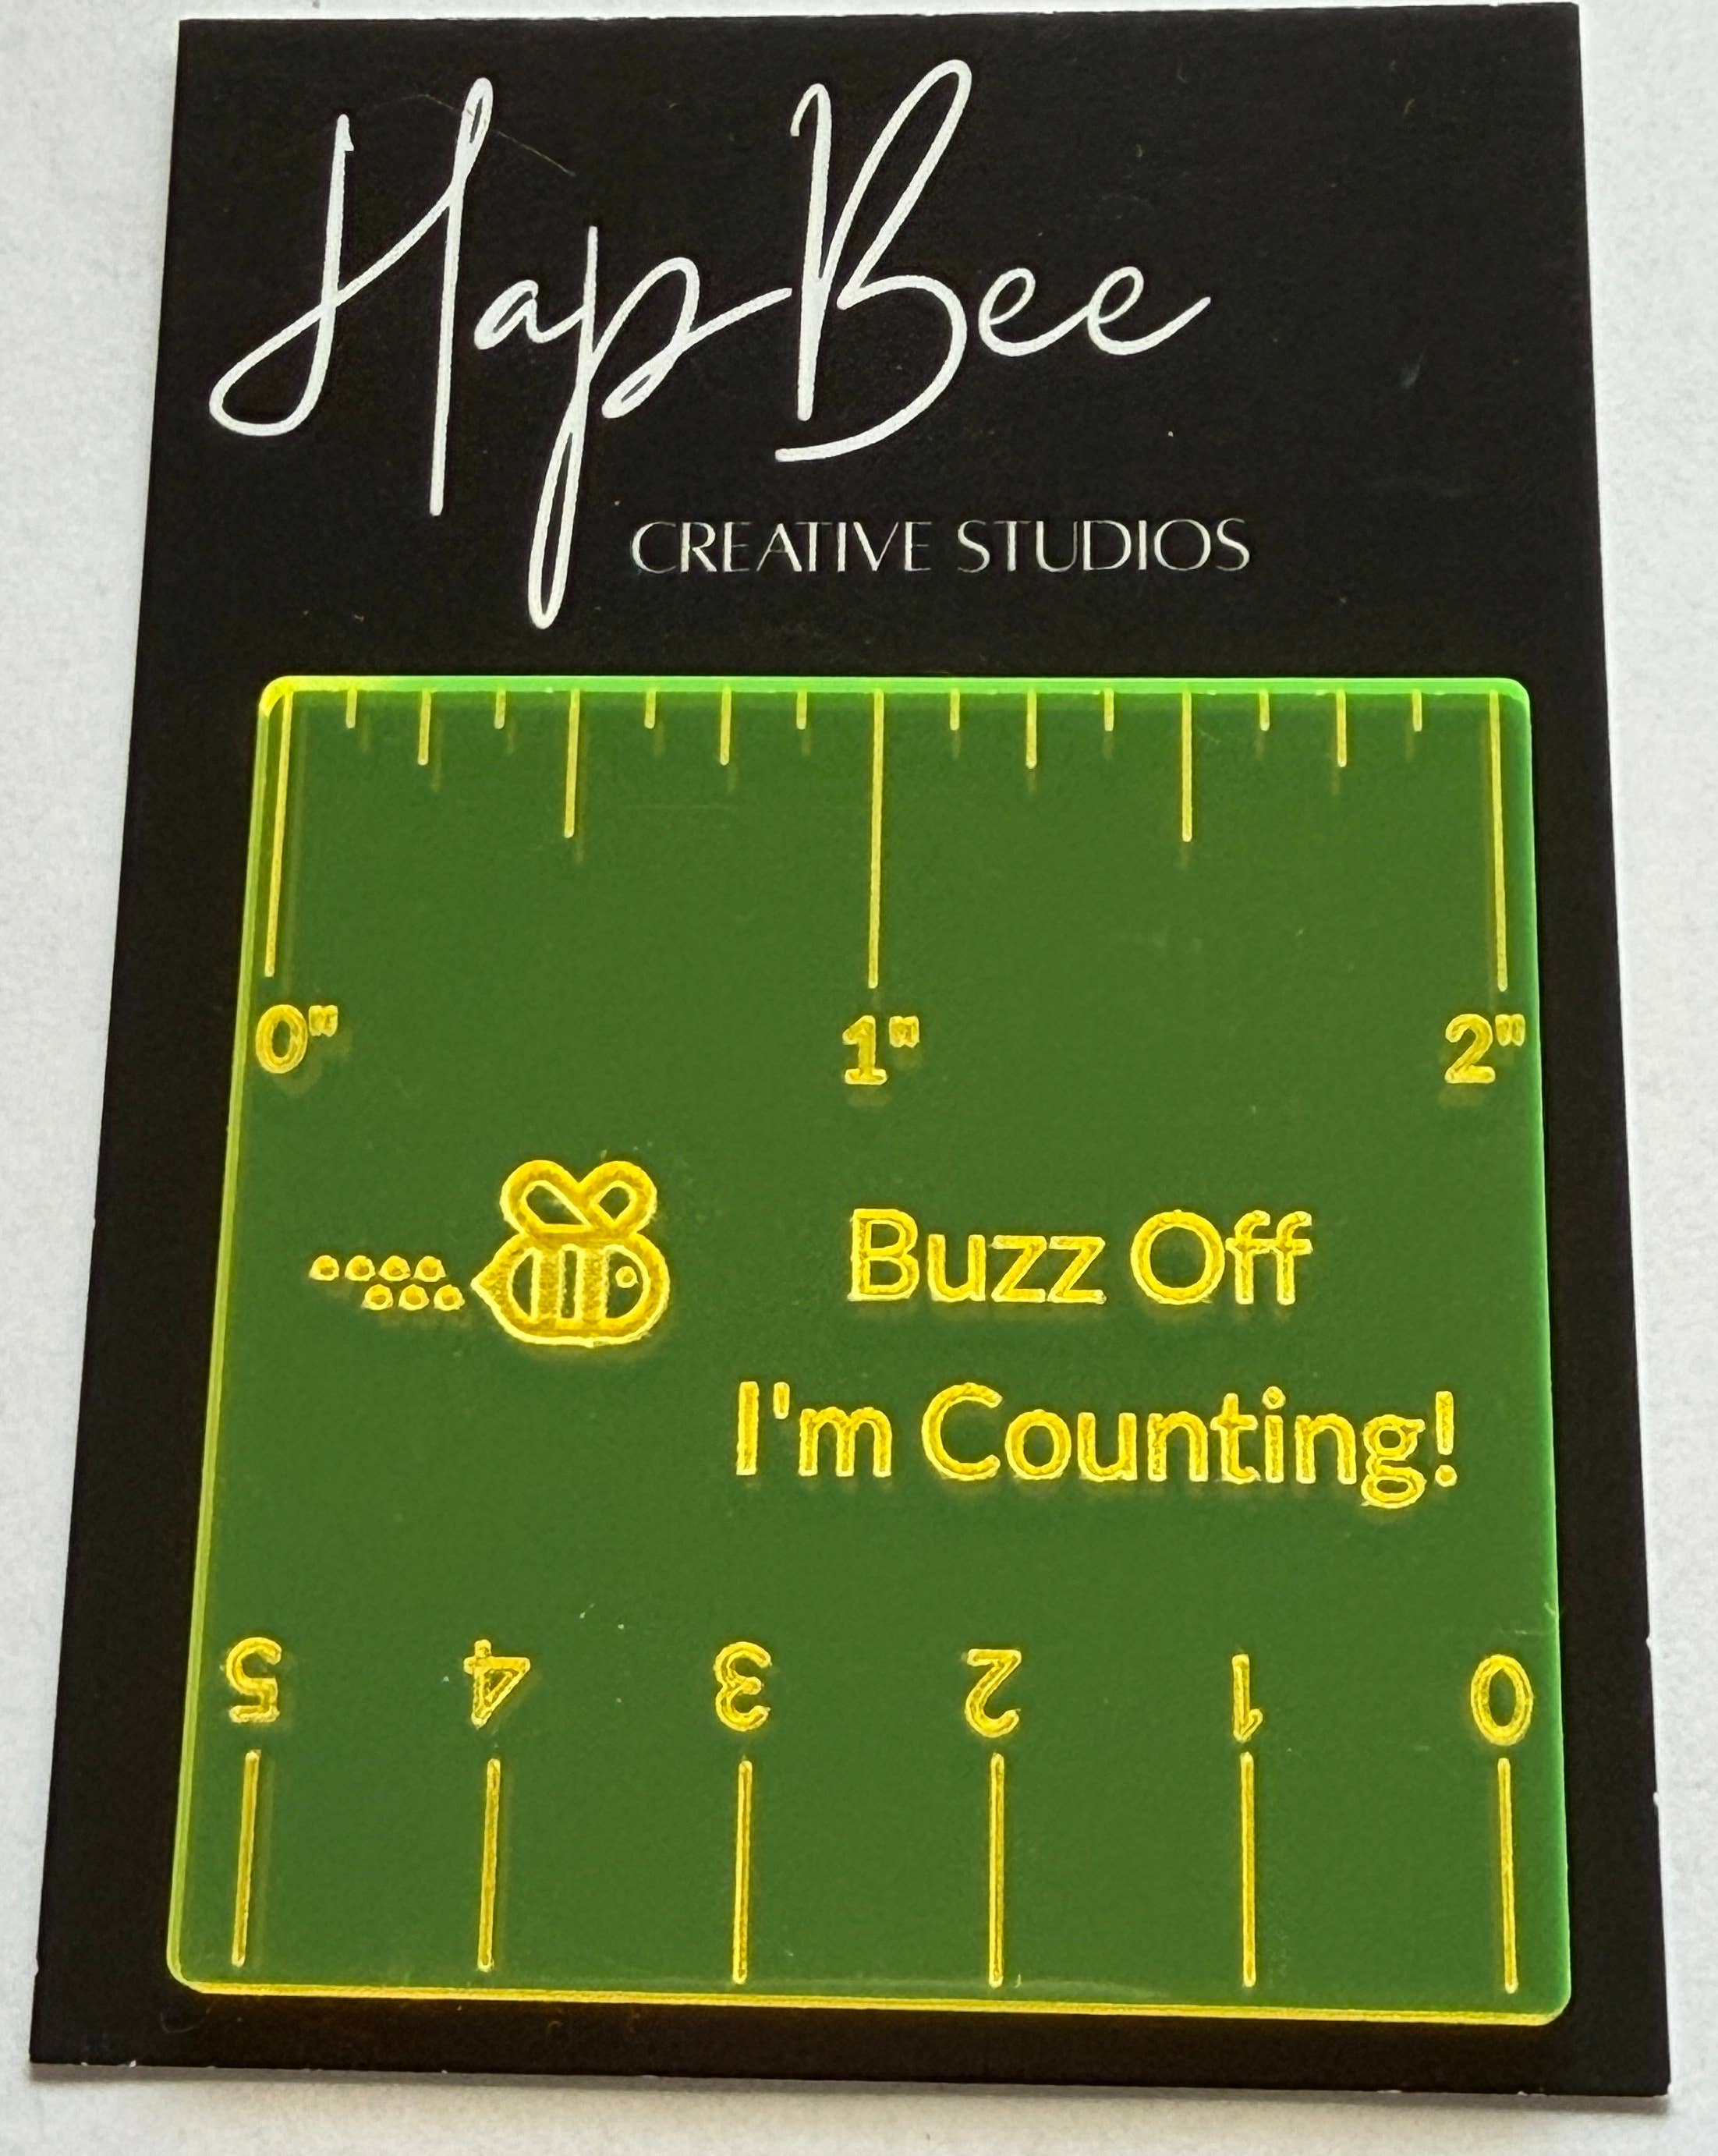 HapBee
CREATIVE STUDIOS
0" 1" 2"
Buzz Off
I'm Counting!
5 4 3 2 1 0